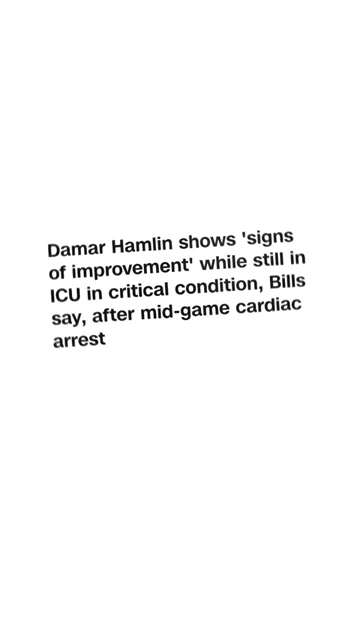 Damar Hamlin shows 'signs
of improvement' while still in
ICU in critical condition, Bills
say, after mid-game cardiac
arrest